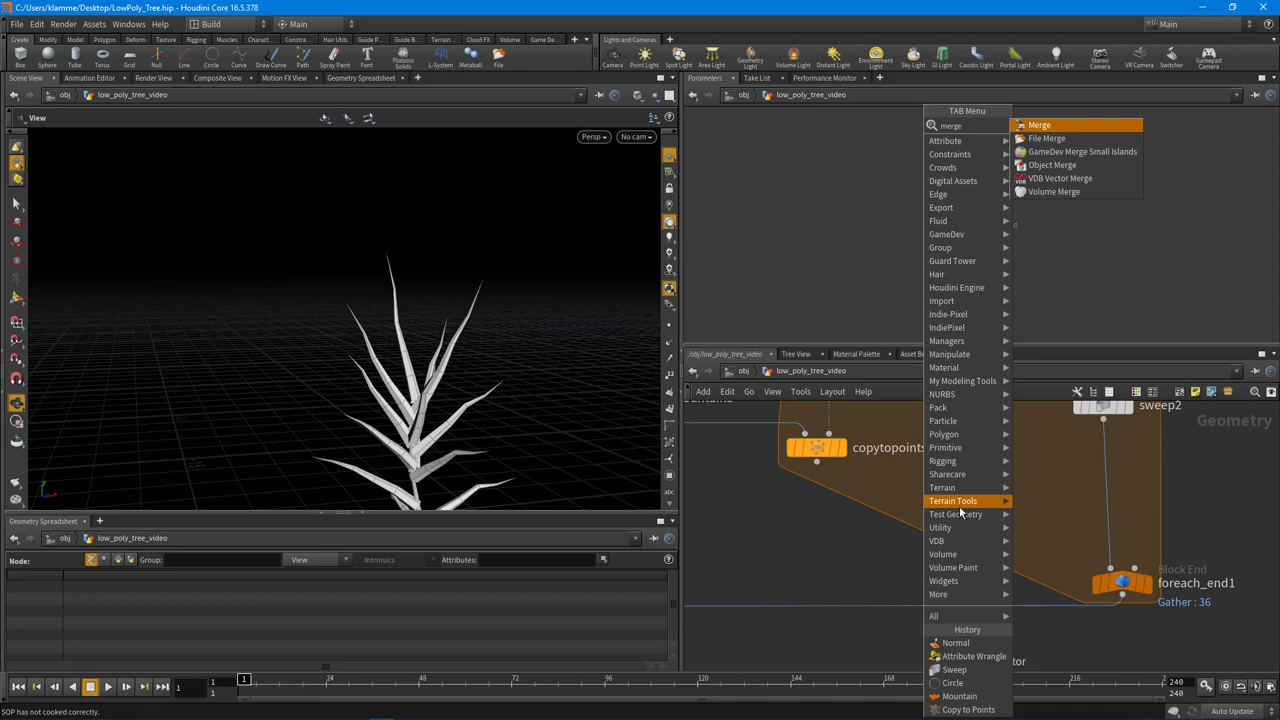 C:/Users/klamme/Desktop/LowPoly_Tree.hip - Houdini Core 16.5.378
File Edit Render Assets Windows Help Build Main Main
Create Modify Model Polygon Deform Texture Rigging Muscles Charact... Constra... Hair Utils Guide P... Guide B... Terrain... Cloud FX Volume Game De... Lights and Cameras
Box Sphere Tube Torus Grid Null Line Circle Curve Draw Curve Path Spray Paint Font Platonic Solids L-System Metaball File Camera Point Light Spot Light Area Light Geometry Light Volume Light Distant Light Environment Light Sky Light GI Light Caustic Light Portal Light Ambient Light Stereo Camera Switcher Gamepad Camera
Scene View Animation Editor Render View Composite View Motion FX View Geometry Spreadsheet Parameters Take List Performance Monitor
obj low_poly_tree_video obj low_poly_tree_video
View
Persp No cam
TAB Menu
merge
Attribute
Constraints
Crowds
Digital Assets
Edge
Export
Fluid
GameDev
Group
Guard Tower
Hair
Houdini Engine
Import
Indie-Pixel
IndiePixel
Managers
Manipulate
Material
My Modeling Tools
NURBS
Pack
Particle
Polygon
Primitive
Rigging
Sharecare
Terrain
Terrain Tools
Test Geometry
Utility
VDB
Volume
Volume Paint
Widgets
More
All
History
Normal
Attribute Wrangle
Sweep
Circle
Mountain
Copy to Points
Merge
File Merge
GameDev Merge Small Islands
Object Merge
VDB Vector Merge
Volume Merge
/obj/low_poly_tree_video Tree View Material Palette Asset Br
obj low_poly_tree_video
Add Edit Go View Tools Layout Help
sweep2
Geometry
copytopoints
Block End
foreach_end1
Gather : 36
Geometry Spreadsheet
obj low_poly_tree_video
Node: Group: View Intrinsics Attributes:
1 1 1 1 24 48 72 96 120 144 168 216 240 240
SOP has not cooked correctly. Auto Update